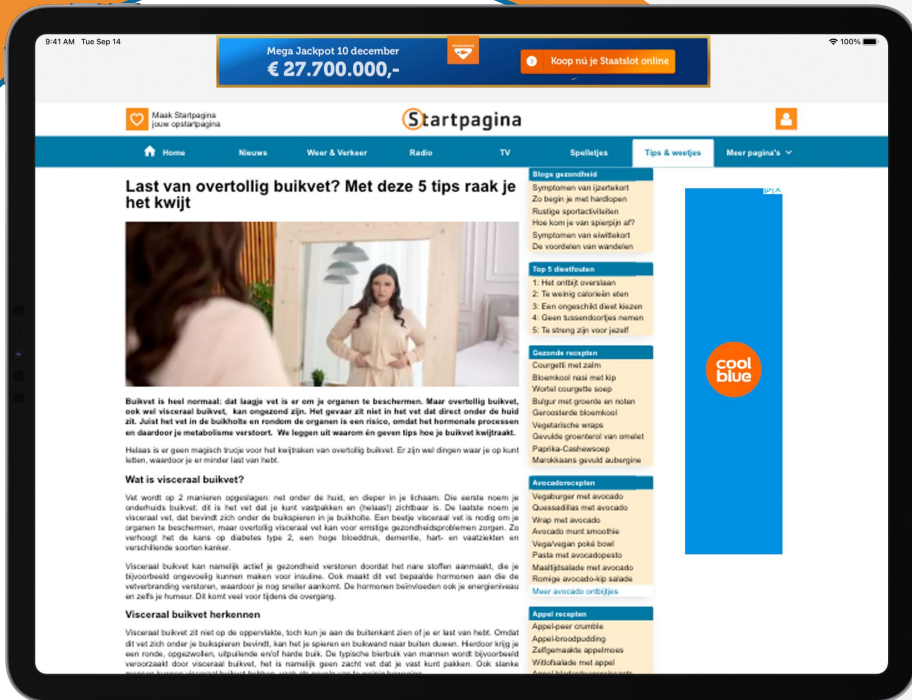 9:41 AM Tue Sep 14
100%
Mega Jackpot 10 december
€ 27.700.000,-
Koop nú je Staatslot online
Maak Startpagina
jouw opstartpagina
Startpagina
Home
Nieuws
Weer & Verkeer
Radio
TV
Spelletjes
Tips & weetjes
Meer pagina's
Last van overtollig buikvet? Met deze 5 tips raak je
het kwijt
Buikvet is heel normaal: dat laagje vet is er om je organen te beschermen. Maar overtollig buikvet,
ook wel visceraal buikvet, kan ongezond zijn. Het gevaar zit niet in het vet dat direct onder de huid
zit. Juist het vet in de buikholte en rondom de organen is een risico, omdat het hormonale processen
en daardoor je metabolisme verstoort. We leggen uit waarom én geven tips hoe je buikvet kwijtraakt.
Helaas is er geen magisch trucje voor het kwijtraken van overtollig buikvet. Er zijn wel dingen waar je op kunt
letten, waardoor je er minder last van hebt.
Wat is visceraal buikvet?
Vet wordt op 2 manieren opgeslagen: net onder de huid, en dieper in je lichaam. Die eerste noem je
onderhuids buikvet: dit is het vet dat je kunt vastpakken en (helaas!) zichtbaar is. De laatste noem je
visceraal vet, dat bevindt zich onder de buikspieren in je buikholte. Een beetje visceraal vet is nodig om je
organen te beschermen, maar overtollig visceraal vet kan voor ernstige gezondheidsproblemen zorgen. Zo
verhoogt het de kans op diabetes type 2, een hoge bloeddruk, dementie, hart- en vaatziekten en
verschillende soorten kanker.
Visceraal buikvet kan namelijk actief je gezondheid verstoren doordat het nare stoffen aanmaakt, die je
bijvoorbeeld ongevoelig kunnen maken voor insuline. Ook maakt dit vet bepaalde hormonen aan die de
vetverbranding verstoren, waardoor je nog sneller aankomt. De hormonen beïnvloeden ook je energieniveau
en zelfs je humeur. Dit komt veel voor tijdens de overgang.
Visceraal buikvet herkennen
Visceraal buikvet zit niet op de oppervlakte, toch kun je aan de buitenkant zien of je er last van hebt. Omdat
dit vet zich onder je buikspieren bevindt, kan het je spieren en buikwand naar buiten duwen. Hierdoor krijg je
een ronde, opgezwollen, uitpuilende en/of harde buik. De typische bierbuik van mannen wordt bijvoorbeeld
veroorzaakt door visceraal buikvet, het is namelijk geen zacht vet dat je vast kunt pakken. Ook slanke
Blogs gezondheid
Symptomen van ijzertekort
Zo begin je met hardlopen
Rustige sportactiviteiten
Hoe kom je van spierpijn af?
Symptomen van eiwittekort
De voordelen van wandelen
Top 5 dieetfouten
1: Het ontbijt overslaan
2: Te weinig calorieën eten
3: Een ongeschikt dieet kiezen
4: Geen tussendoortjes nemen
5: Te streng zijn voor jezelf
Gezonde recepten
Courgetti met zalm
Bloemkool nasi met kip
Wortel courgette soep
Bulgur met groente en noten
Geroosterde bloemkool
Vegetarische wraps
Gevulde groenterol van omelet
Paprika-Cashewsoep
Marokkaans gevuld aubergine
Avocadorecepten
Vegaburger met avocado
Quessadillas met avocado
Wrap met avocado
Avocado munt smoothie
Vega/vegan poké bowl
Pasta met avocadopesto
Maaltijdsalade met avocado
Romige avocado-kip salade
Meer avocado ontbijtjes
Appel recepten
Appel-peer crumble
Appel-broodpudding
Zelfgemaakte appelmoes
Witlofsalade met appel
cool
blue